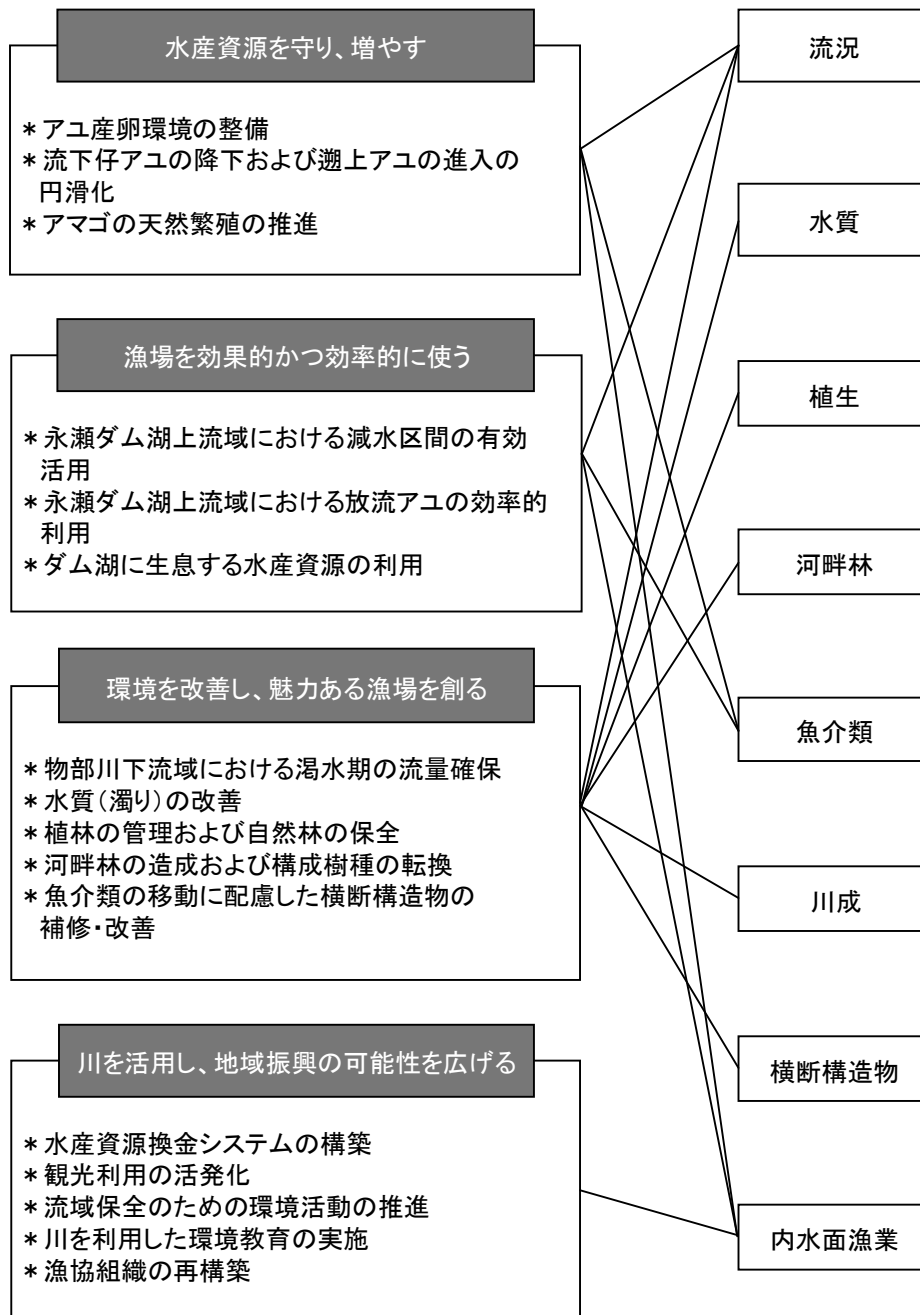 水産資源を守り、増やす
＊アユ産卵環境の整備
＊流下仔アユの降下および遡上アユの進入の
円滑化
＊アマゴの天然繁殖の推進
漁場を効果的かつ効率的に使う
＊永瀬ダム湖上流域における減水区間の有効
活用
＊永瀬ダム湖上流域における放流アユの効率的
利用
＊ダム湖に生息する水産資源の利用
環境を改善し、魅力ある漁場を創る
＊物部川下流域における渇水期の流量確保
＊水質（濁り）の改善
＊植林の管理および自然林の保全
＊河畔林の造成および構成樹種の転換
＊魚介類の移動に配慮した横断構造物の
補修・改善
川を活用し、地域振興の可能性を広げる
＊水産資源換金システムの構築
＊観光利用の活発化
＊流域保全のための環境活動の推進
＊川を利用した環境教育の実施
＊漁協組織の再構築
流況
水質
植生
河畔林
魚介類
川成
横断構造物
内水面漁業